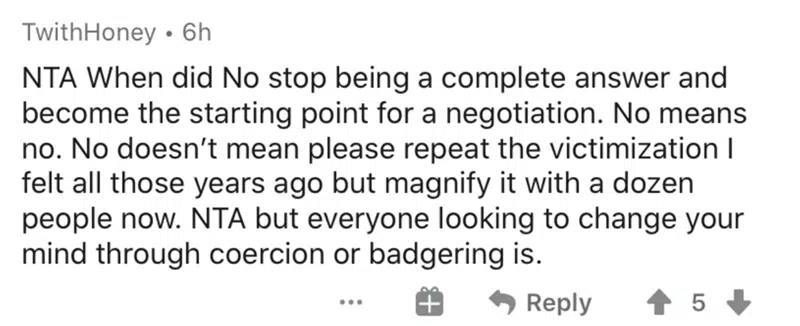 TwithHoney • 6h
NTA When did No stop being a complete answer and
become the starting point for a negotiation. No means
no. No doesn’t mean please repeat the victimization I
felt all those years ago but magnify it with a dozen
people now. NTA but everyone looking to change your
mind through coercion or badgering is.
... Reply 5